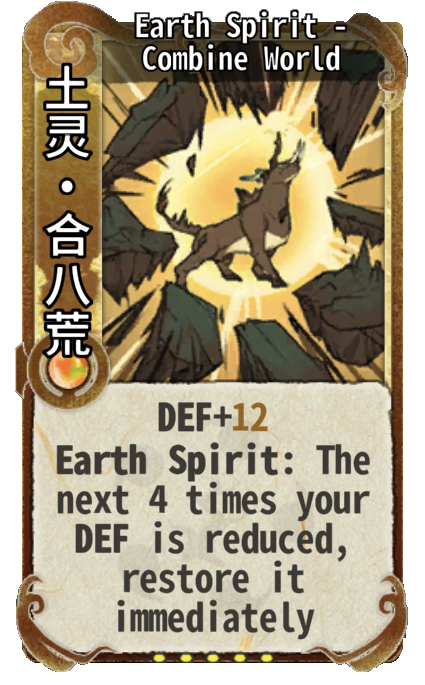 Earth Spirit -
Combine World
土灵・合八荒
DEF+12
Earth Spirit: The
next 4 times your
DEF is reduced,
restore it
immediately